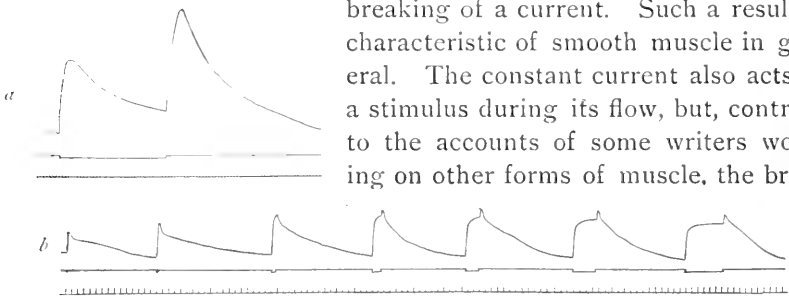 breaking of a current. Such a resul
characteristic of smooth muscle in g
eral. The constant current also acts
a stimulus during its flow, but, contr
to the accounts of some writers wo
ing on other forms of muscle, the br
a
b